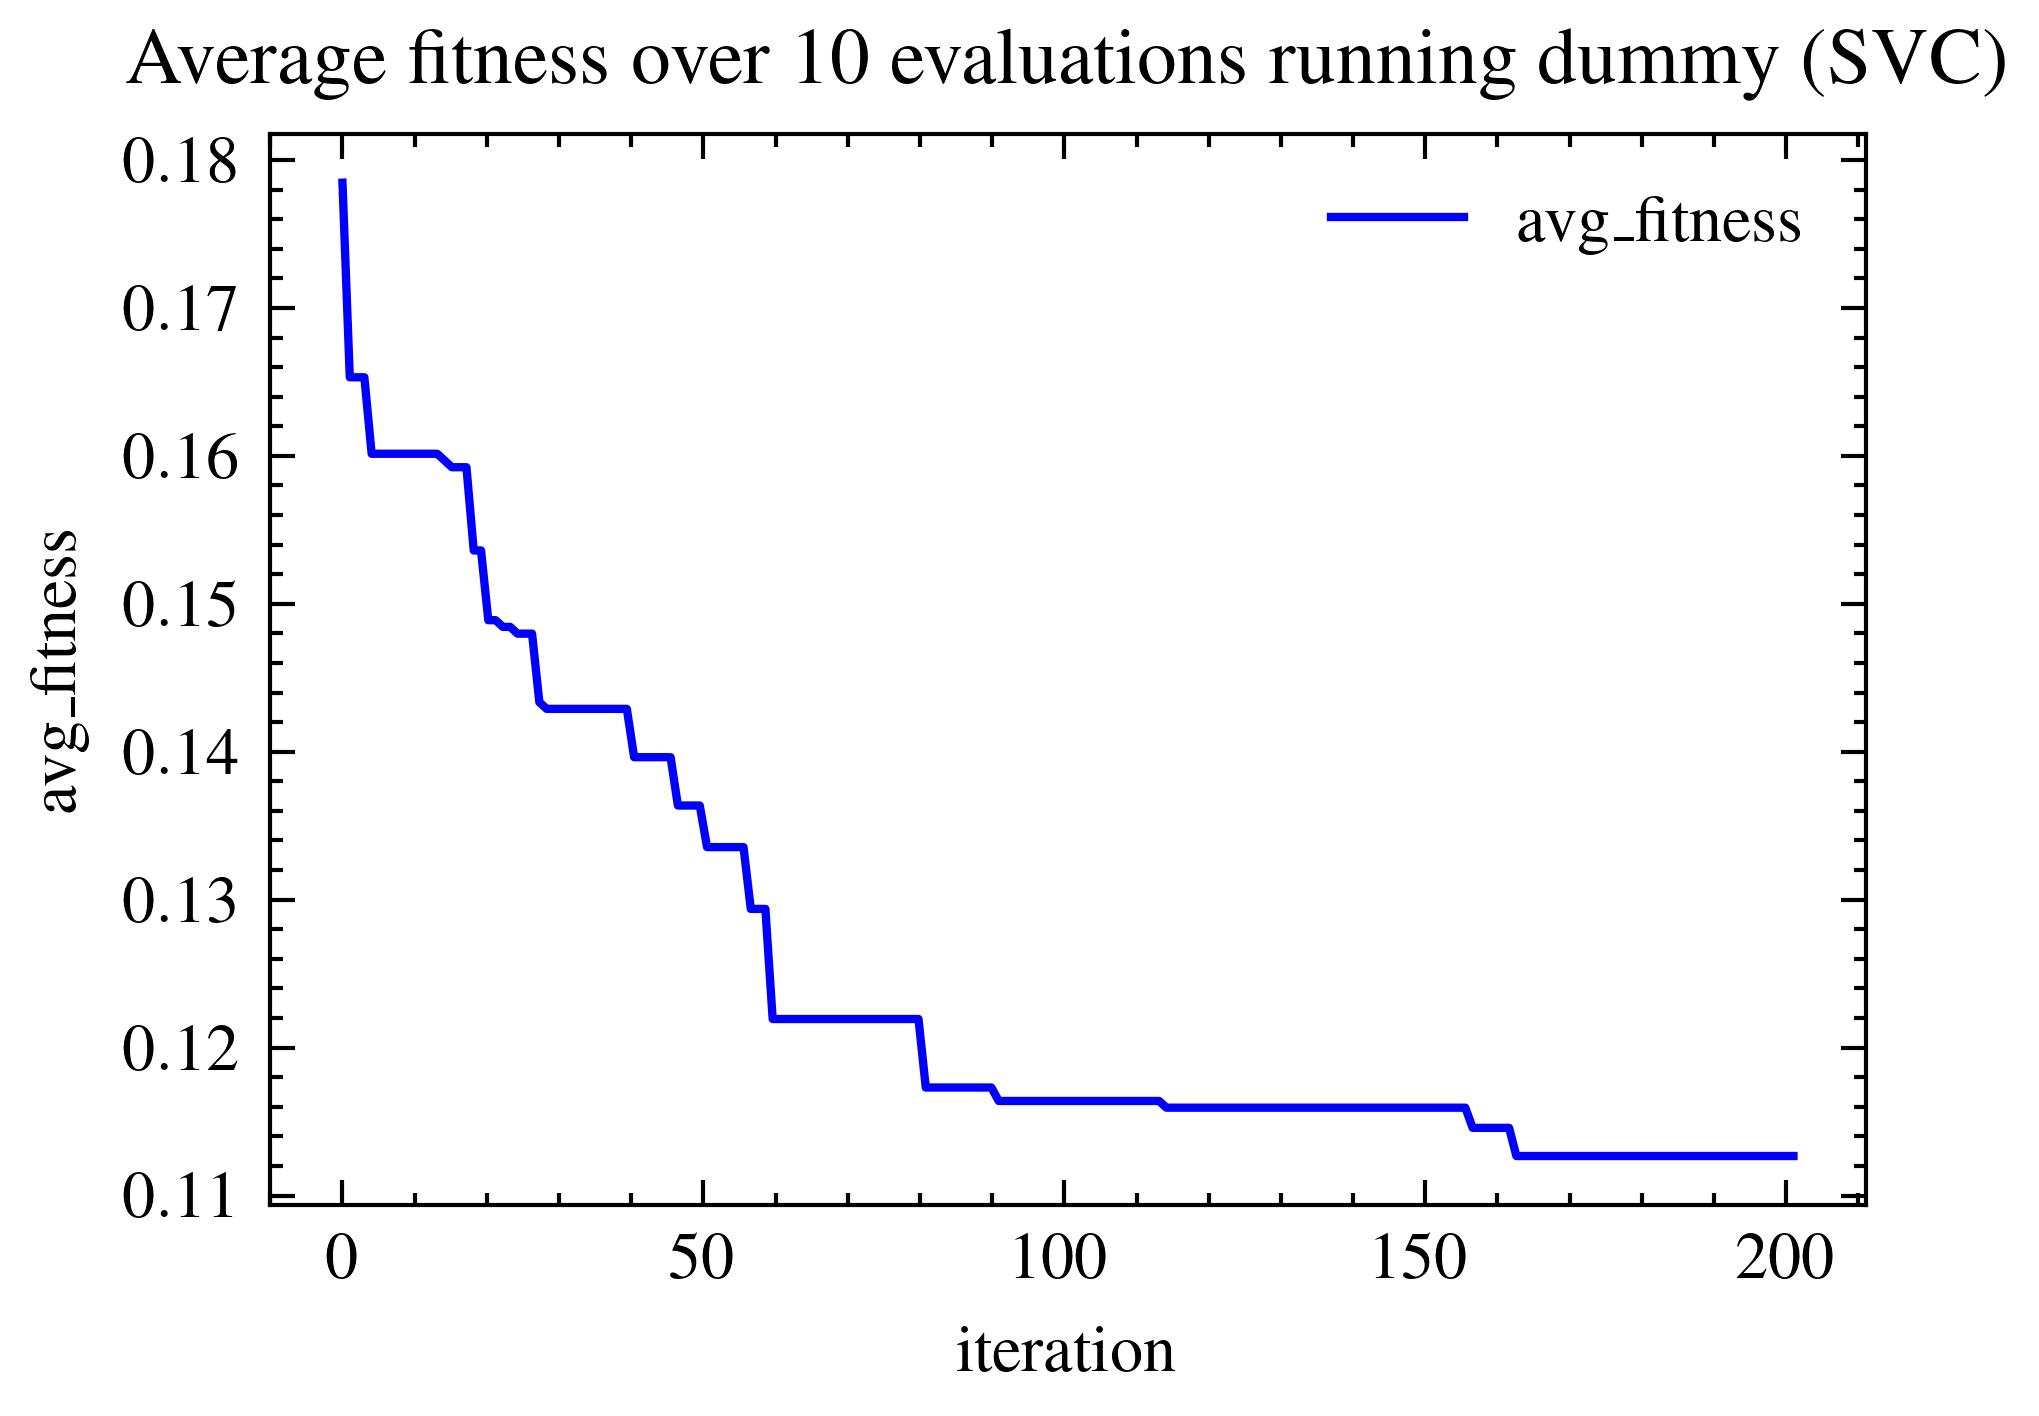 Average fitness over 10 evaluations running dummy (SVC)
avg_fitness
0.18
0.17
0.16
0.15
0.14
0.13
0.12
0.11
avg_fitness
0 50 100 150 200
iteration